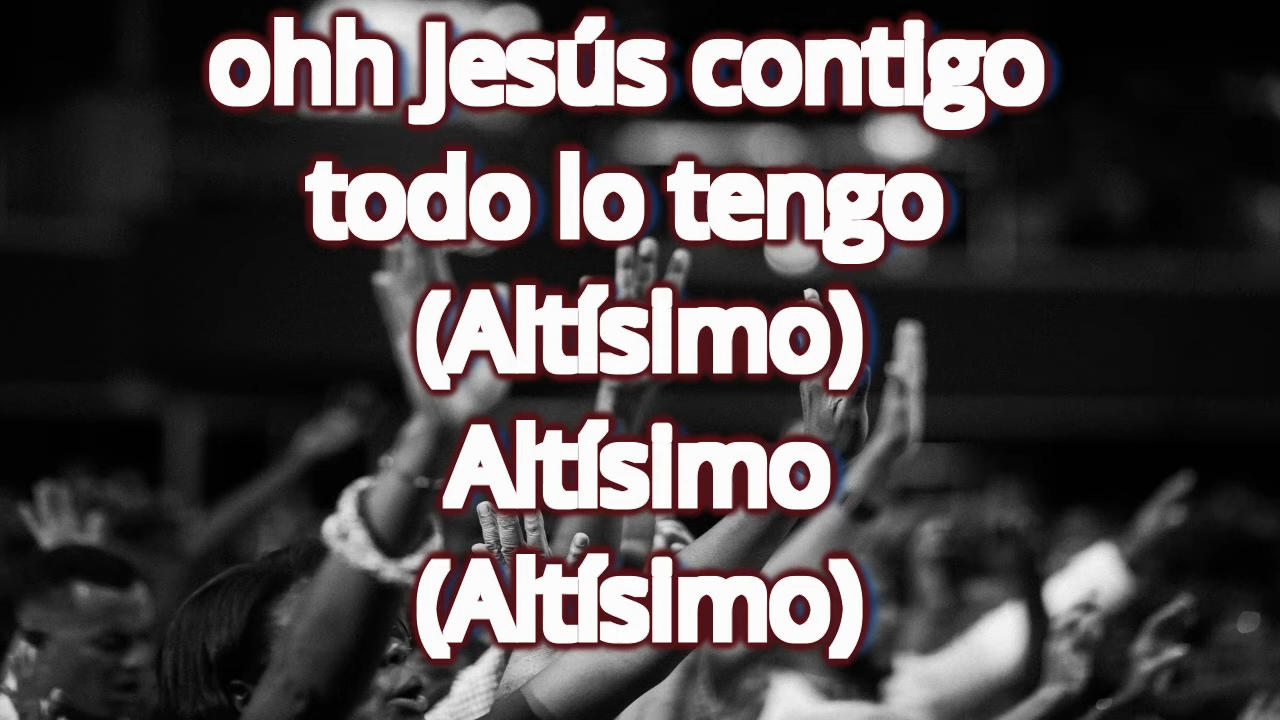 ohh Jesús contigo
todo lo tengo
(Altísimo)
Altísimo
(Altísimo)